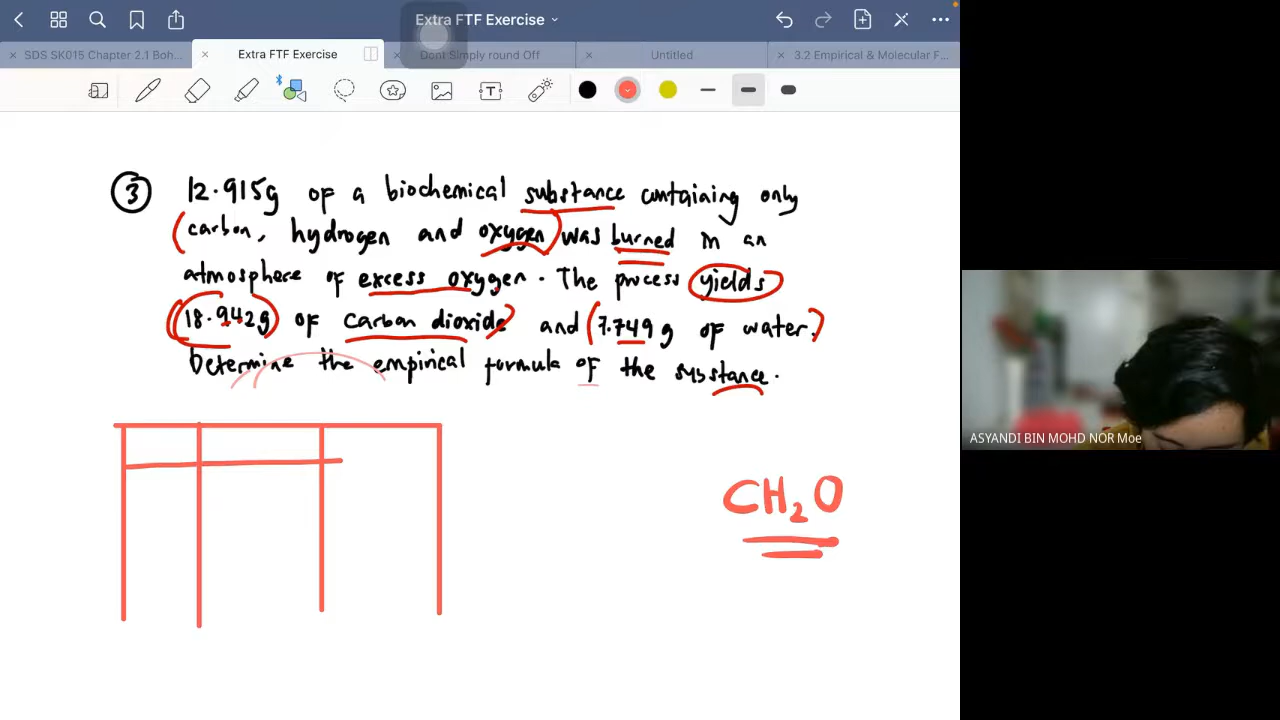 Extra FTF Exercise
SDS SK015 Chapter 2.1 Boh...
Extra FTF Exercise
Dont Simply round Off
Untitled
3.2 Empirical & Molecular F...
T
③ 12.915g of a biochemical substance containing only
carbon, hydrogen and oxygen was burned in an
atmosphere of excess oxygen. The process yields
18.942g of carbon dioxide and 7.749g of water.
Determine the empirical formula of the substance.
CH₂O
ASYANDI BIN MOHD NOR Moe